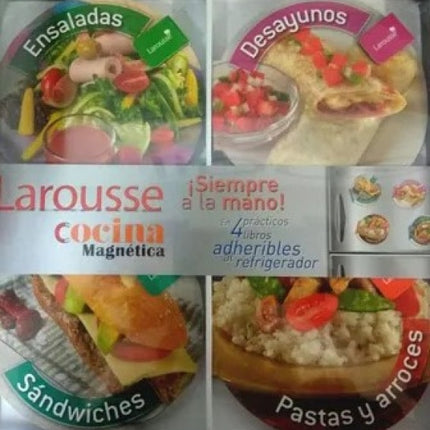 Ensaladas
Larousse
Desayunos
Larousse
Larousse
cocina
Magnética
¡Siempre
a la mano!
En 4 prácticos
libros
adheribles
al refrigerador
Sándwiches
Pastas y arroces